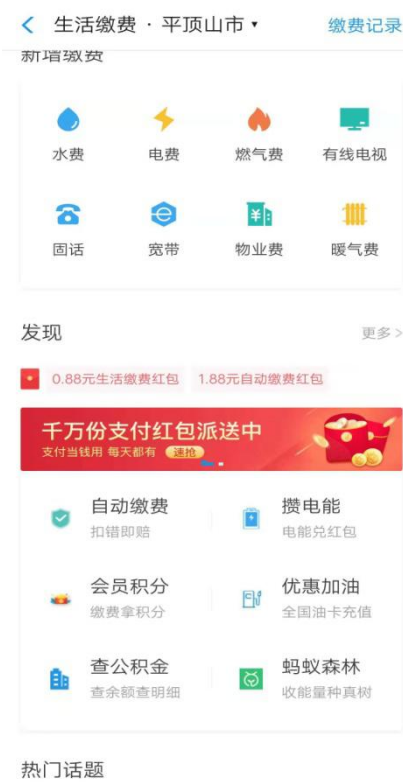 生活缴费 · 平顶山市
缴费记录
新增缴费
水费 电费 燃气费 有线电视
固话 宽带 物业费 暖气费
发现
更多 >
0.88元生活缴费红包 1.88元自动缴费红包
千万份支付红包派送中
支付当钱用 每天都有 速抢
自动缴费
扣错即赔
攒电能
电能兑红包
会员积分
缴费拿积分
优惠加油
全国油卡充值
查公积金
查余额查明细
蚂蚁森林
收能量种真树
热门话题